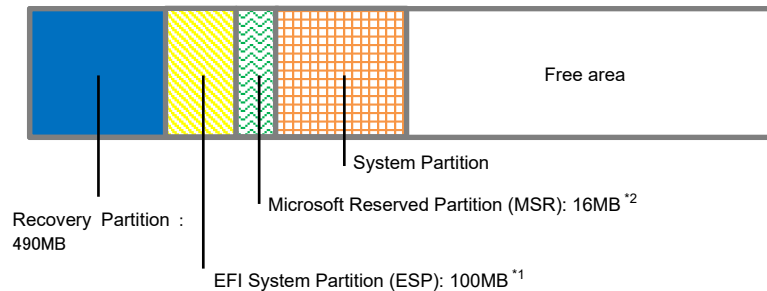 Free area
System Partition
Microsoft Reserved Partition (MSR): 16MB *2
Recovery Partition :
490MB
EFI System Partition (ESP): 100MB *1